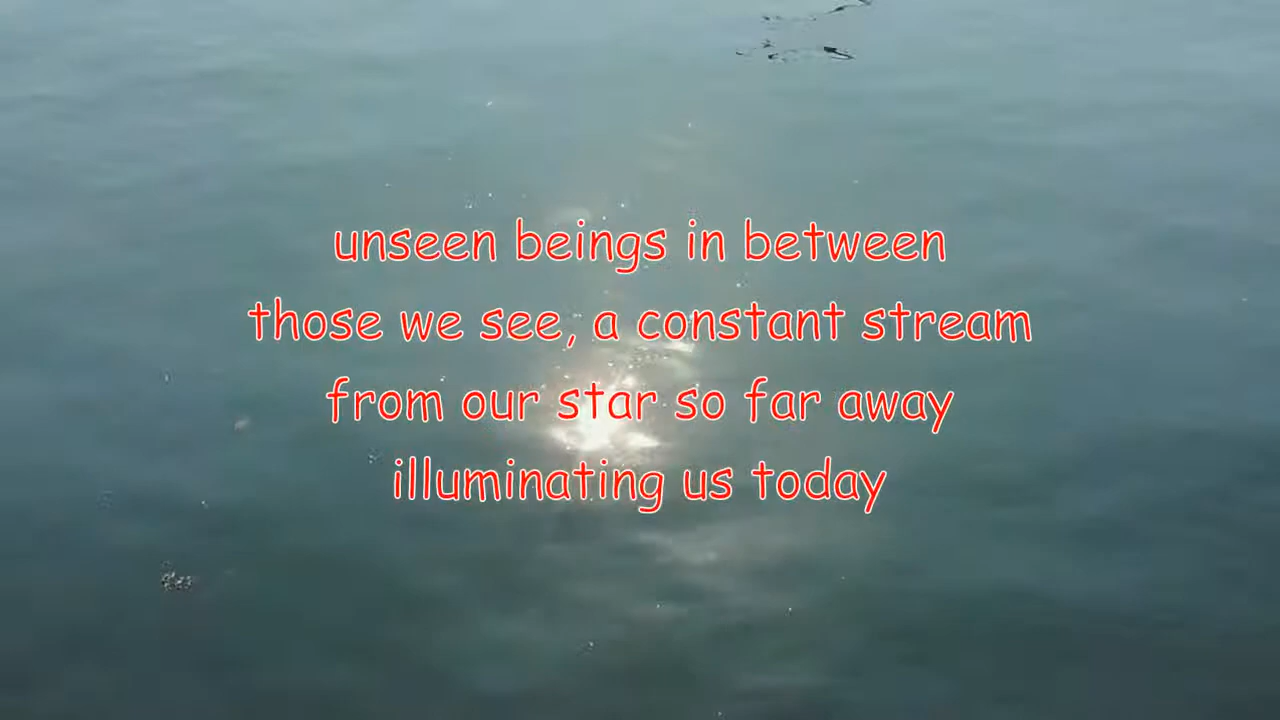 unseen beings in between
those we see, a constant stream
from our star so far away
illuminating us today